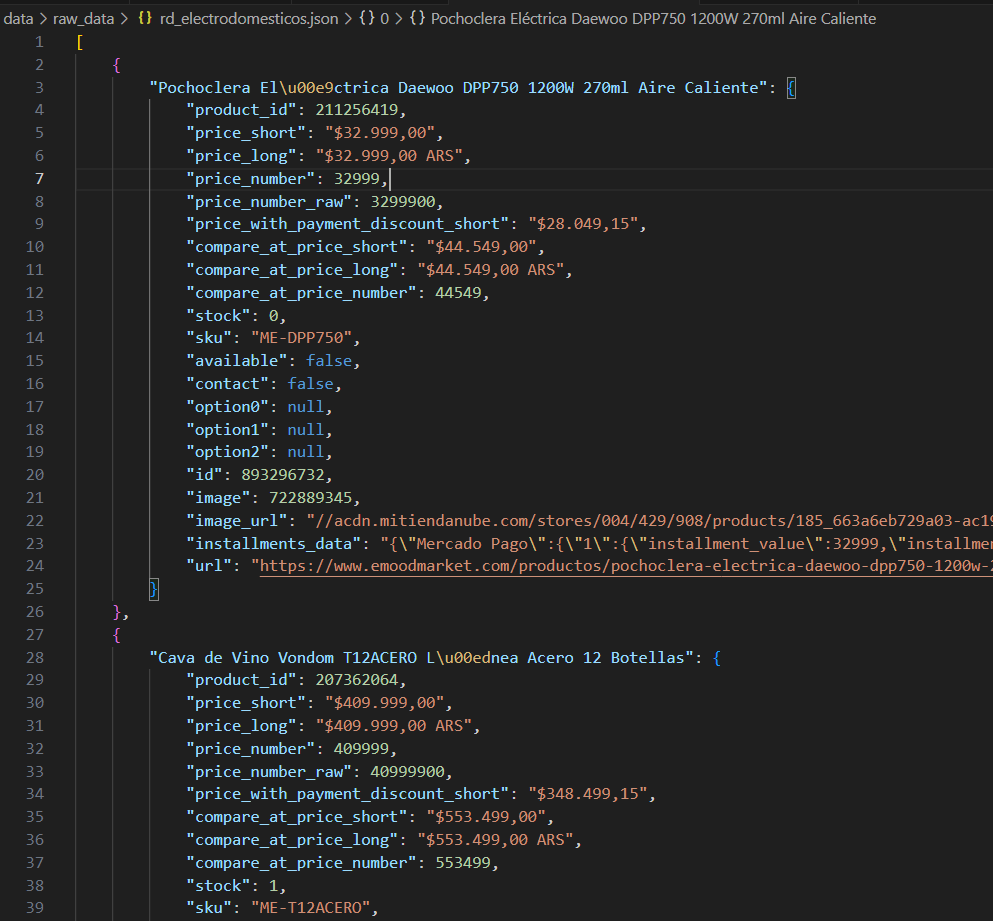 data > raw_data > {} rd_electrodomesticos.json > {} 0 > {} Pochoclera Eléctrica Daewoo DPP750 1200W 270ml Aire Caliente
1 [
2 {
3 "Pochoclera El\u00e9ctrica Daewoo DPP750 1200W 270ml Aire Caliente": {
4 "product_id": 211256419,
5 "price_short": "$32.999,00",
6 "price_long": "$32.999,00 ARS",
7 "price_number": 32999,
8 "price_number_raw": 3299900,
9 "price_with_payment_discount_short": "$28.049,15",
10 "compare_at_price_short": "$44.549,00",
11 "compare_at_price_long": "$44.549,00 ARS",
12 "compare_at_price_number": 44549,
13 "stock": 0,
14 "sku": "ME-DPP750",
15 "available": false,
16 "contact": false,
17 "option0": null,
18 "option1": null,
19 "option2": null,
20 "id": 893296732,
21 "image": 722889345,
22 "image_url": "//acdn.mitiendanube.com/stores/004/429/908/products/185_663a6eb729a03-ac19
23 "installments_data": "{\"Mercado Pago\":{\"1\":{\"installment_value\":32999,\"installmen
24 "url": "https://www.emoodmarket.com/productos/pochoclera-electrica-daewoo-dpp750-1200w-2
25 }
26 },
27 {
28 "Cava de Vino Vondom T12ACERO L\u00ednea Acero 12 Botellas": {
29 "product_id": 207362064,
30 "price_short": "$409.999,00",
31 "price_long": "$409.999,00 ARS",
32 "price_number": 409999,
33 "price_number_raw": 40999900,
34 "price_with_payment_discount_short": "$348.499,15",
35 "compare_at_price_short": "$553.499,00",
36 "compare_at_price_long": "$553.499,00 ARS",
37 "compare_at_price_number": 553499,
38 "stock": 1,
39 "sku": "ME-T12ACERO",